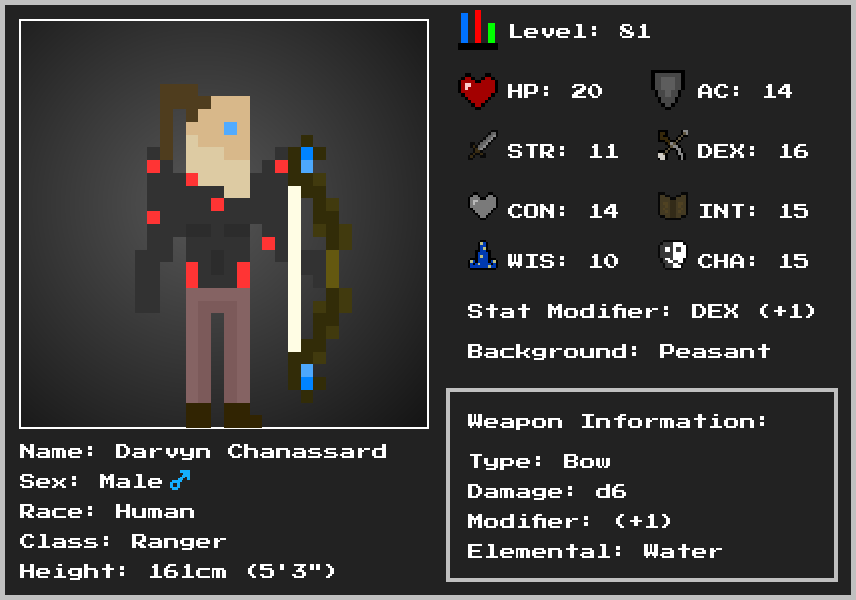 Level: 81
HP: 20
AC: 14
STR: 11
DEX: 16
CON: 14
INT: 15
WIS: 10
CHA: 15
Stat Modifier: DEX (+1)
Background: Peasant
Weapon Information:
Type: Bow
Damage: d6
Modifier: (+1)
Elemental: Water
Name: Darvyn Chanassard
Sex: Male♂
Race: Human
Class: Ranger
Height: 161cm (5'3")